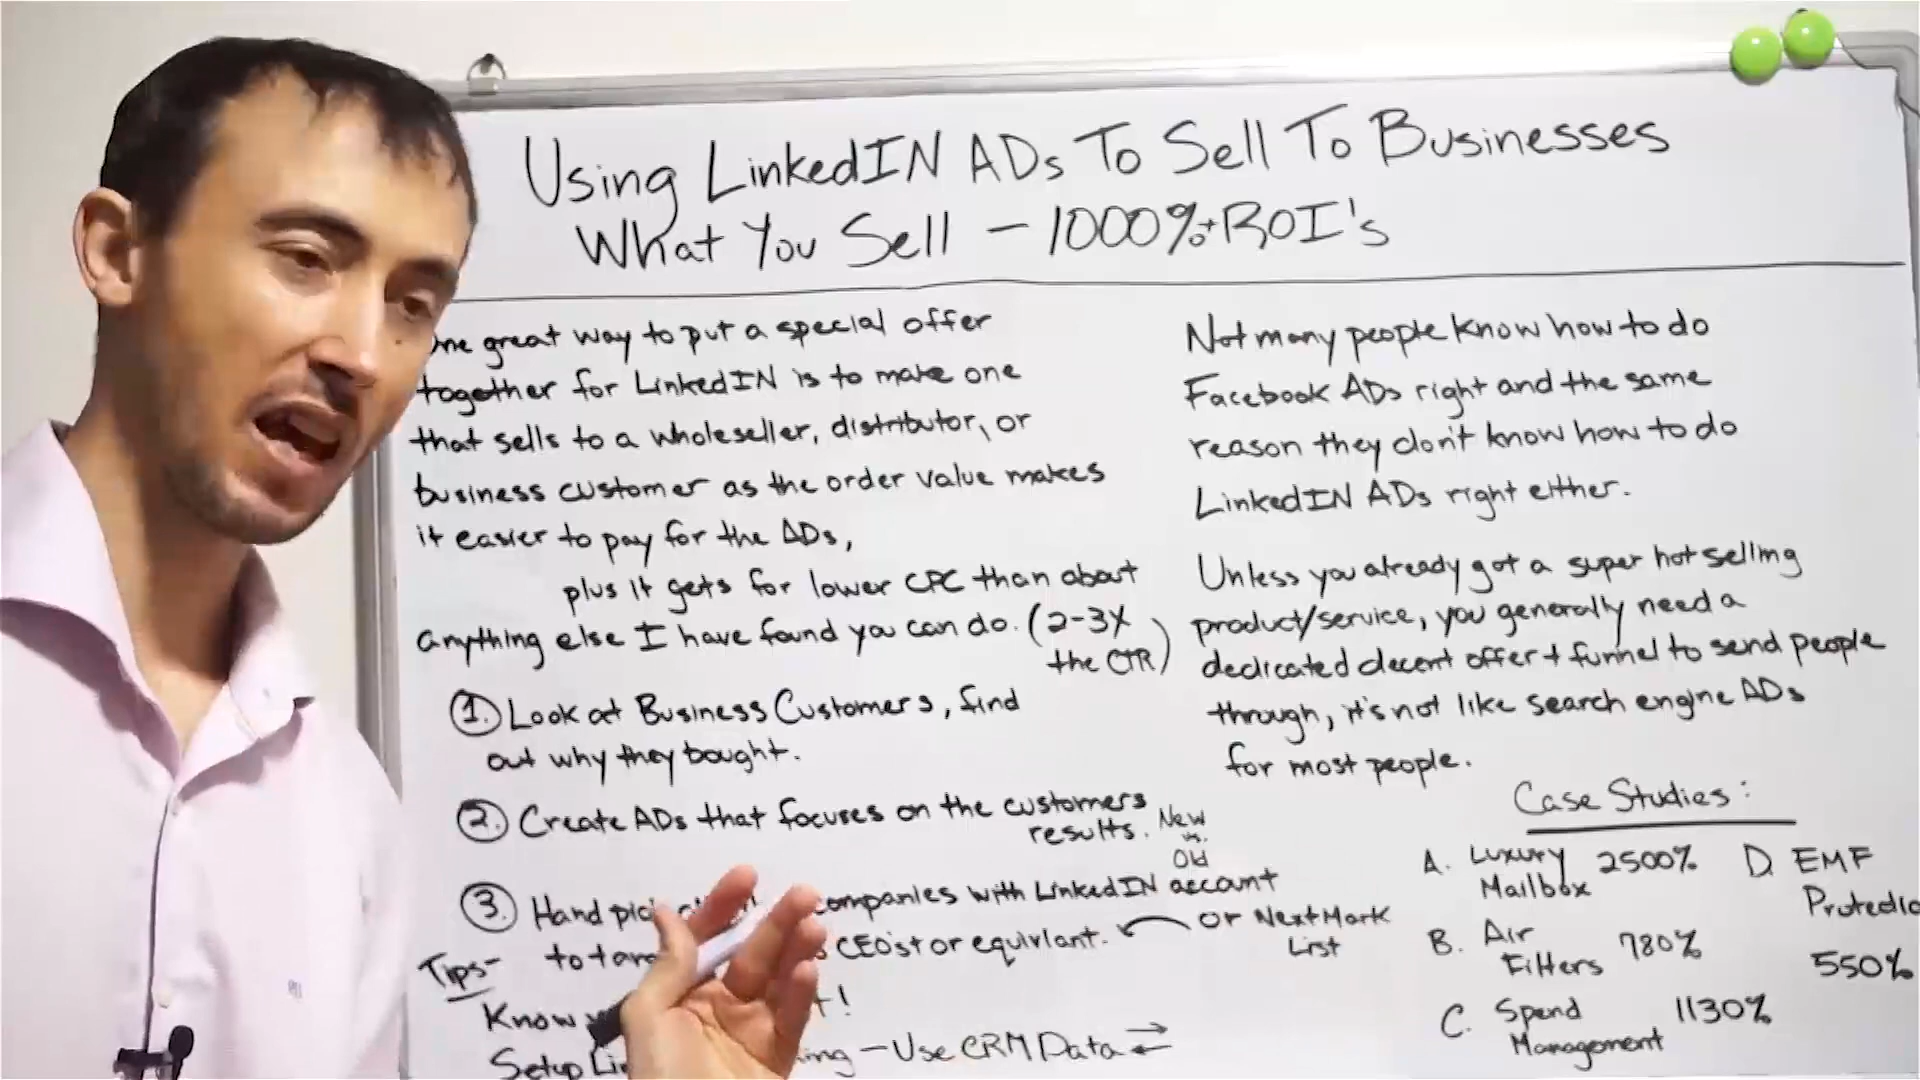 Using LinkedIN ADs To Sell To Businesses
What You Sell - 1000%+ ROI's
One great way to put a special offer
together for LinkedIN is to make one
that sells to a wholeseller, distributor, or
business customer as the order value makes
it easier to pay for the ADs,
plus it gets for lower CPC than about
anything else I have found you can do. (2-3X
the CTR)
1. Look at Business Customers, find
out why they bought.
2. Create ADs that focuses on the customers
results. New
vs.
Old
3. Hand pick companies with LinkedIN account
to CEO's or equivlant. or NextMark
List
Tips-
Know
Setup - Use CRM Data
Not many people know how to do
Facebook ADs right and the same
reason they don't know how to do
LinkedIN ADs right either.
Unless you already got a super hot selling
product/service, you generally need a
dedicated decent offer + funnel to send people
through, it's not like search engine ADs
for most people.
Case Studies:
A. Luxury Mailbox 2500%
B. Air Filters 780%
C. Spend Management 1130%
D. EMF
550%